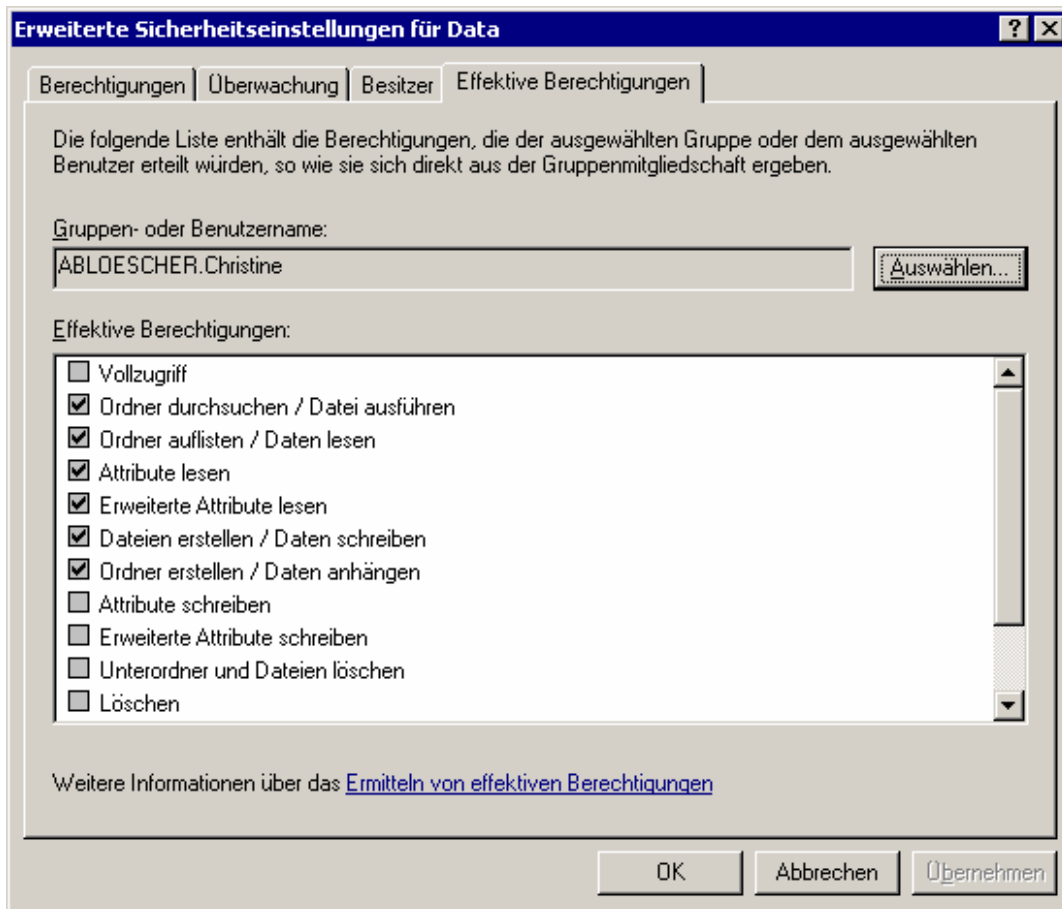 Erweiterte Sicherheitseinstellungen für Data
Berechtigungen Überwachung Besitzer Effektive Berechtigungen
Die folgende Liste enthält die Berechtigungen, die der ausgewählten Gruppe oder dem ausgewählten
Benutzer erteilt würden, so wie sie sich direkt aus der Gruppenmitgliedschaft ergeben.
Gruppen- oder Benutzername:
ABLOESCHER.Christine Auswählen...
Effektive Berechtigungen:
Vollzugriff
Ordner durchsuchen / Datei ausführen
Ordner auflisten / Daten lesen
Attribute lesen
Erweiterte Attribute lesen
Dateien erstellen / Daten schreiben
Ordner erstellen / Daten anhängen
Attribute schreiben
Erweiterte Attribute schreiben
Unterordner und Dateien löschen
Löschen
Weitere Informationen über das Ermitteln von effektiven Berechtigungen
OK Abbrechen Übernehmen